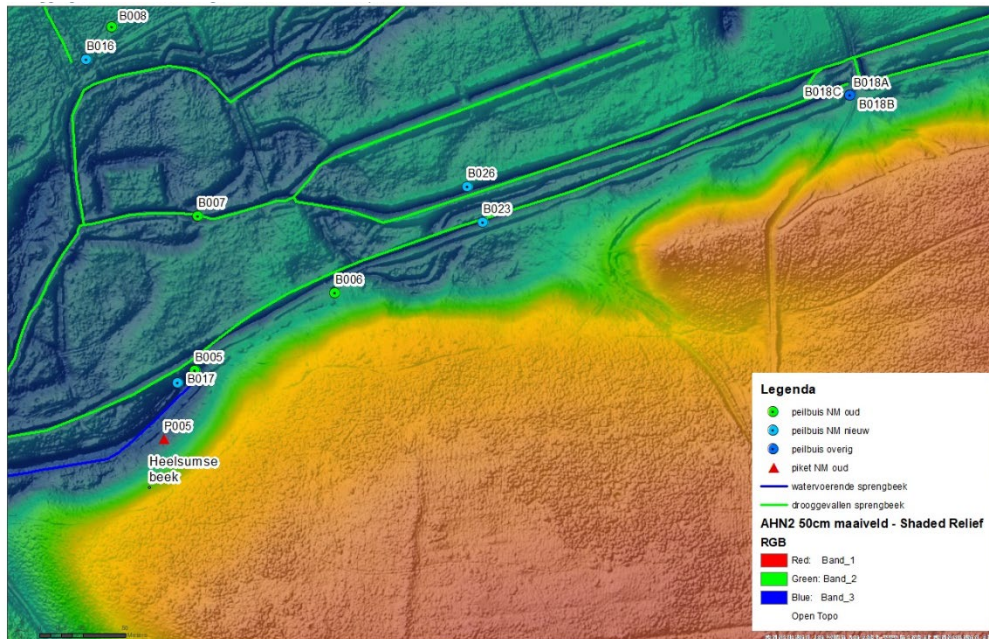 B008
B016
B018A
B018C
B018B
B026
B007
B023
B006
B005
B017
P005
Heelsumse
beek
Legenda
peilbuis NM oud
peilbuis NM nieuw
peilbuis overig
piket NM oud
watervoerende sprengbeek
drooggevallen sprengbeek
AHN2 50cm maaiveld - Shaded Relief
RGB
Red: Band_1
Green: Band_2
Blue: Band_3
Open Topo